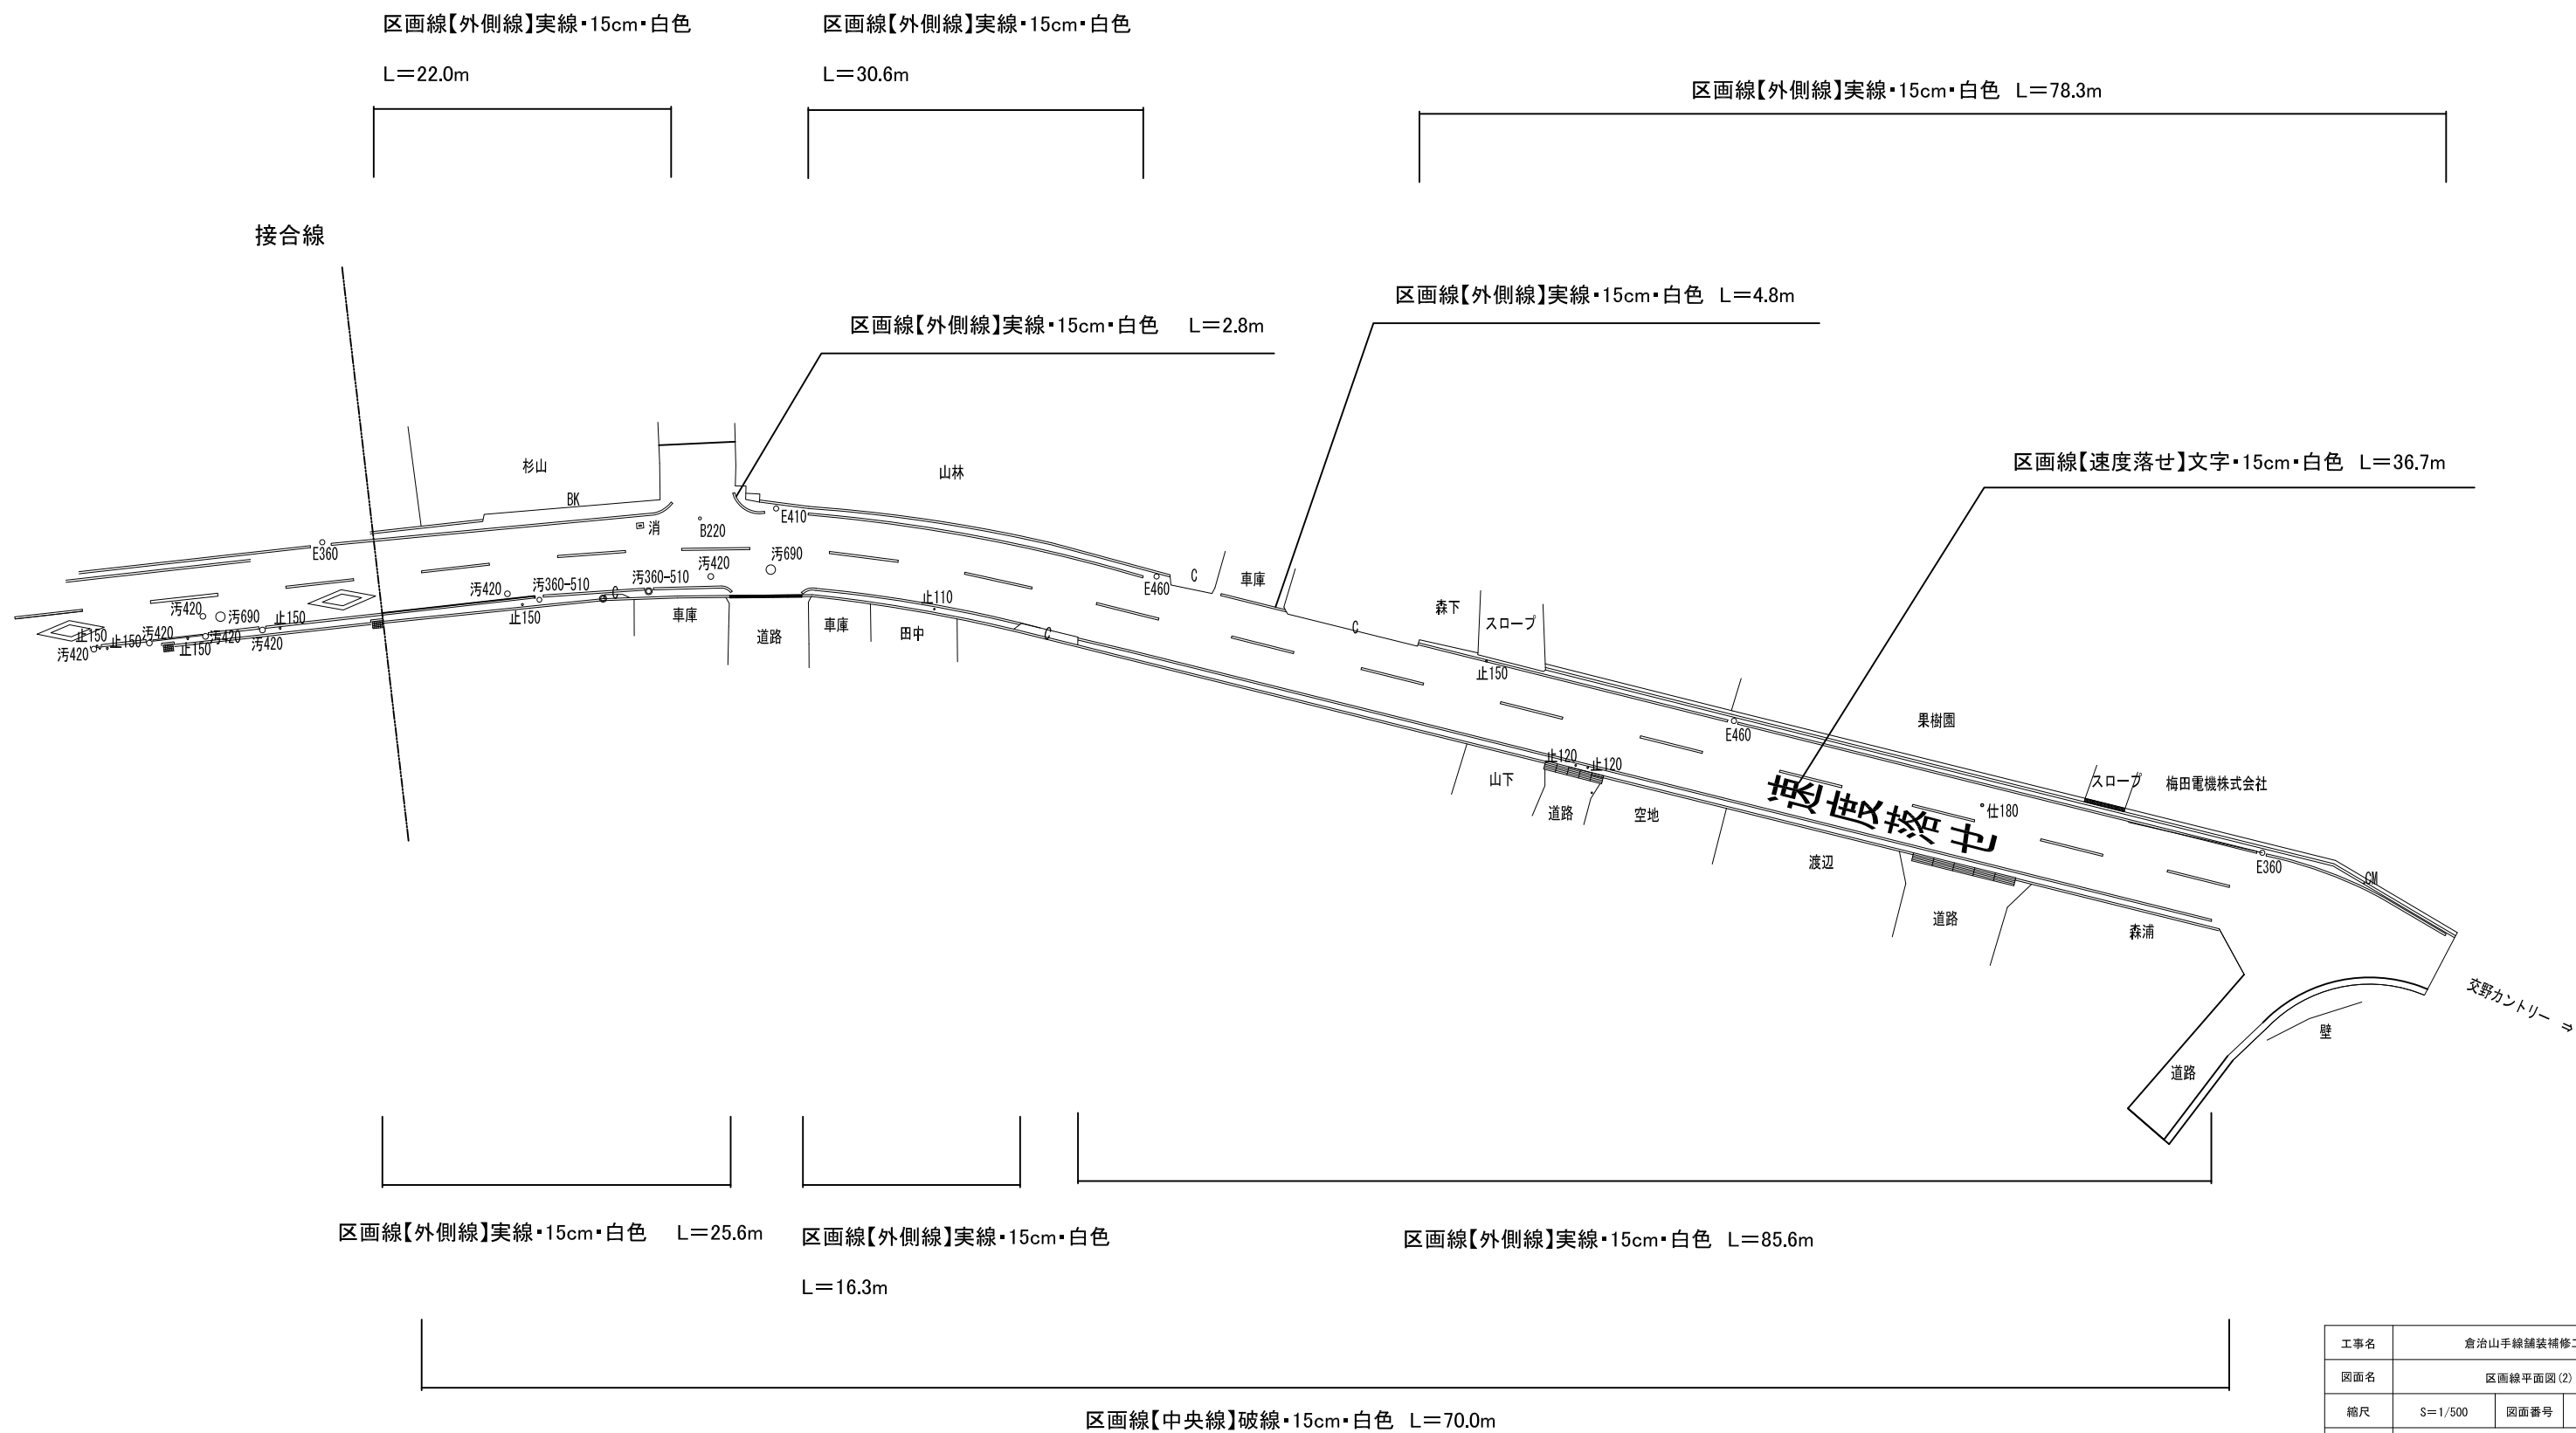 区画線【外側線】実線・15cm・白色
L=22.0m
区画線【外側線】実線・15cm・白色
L=30.6m
区画線【外側線】実線・15cm・白色 L=78.3m
接合線
区画線【外側線】実線・15cm・白色 L=2.8m
区画線【外側線】実線・15cm・白色 L=4.8m
区画線【速度落せ】文字・15cm・白色 L=36.7m
杉山
BK
消
B220
E410
山林
E360
汚420
汚690
汚420
汚360-510
汚360-510
C
止150
車庫
道路
車庫
田中
止110
C
E460
C
車庫
C
森下
スロープ
止150
汚420
汚690
止150
止150
止150
汚420
汚420
汚420
止150
汚420
E460
果樹園
止120
止120
山下
道路
空地
速度落せ
仕180
スロープ
梅田電機株式会社
渡辺
道路
E360
CM
森浦
交野カントリー ⇒
壁
道路
区画線【外側線】実線・15cm・白色 L=25.6m
区画線【外側線】実線・15cm・白色
L=16.3m
区画線【外側線】実線・15cm・白色 L=85.6m
区画線【中央線】破線・15cm・白色 L=70.0m
工事名 倉治山手線舗装補修
図面名 区画線平面図(2)
縮尺 S=1/500 図面番号